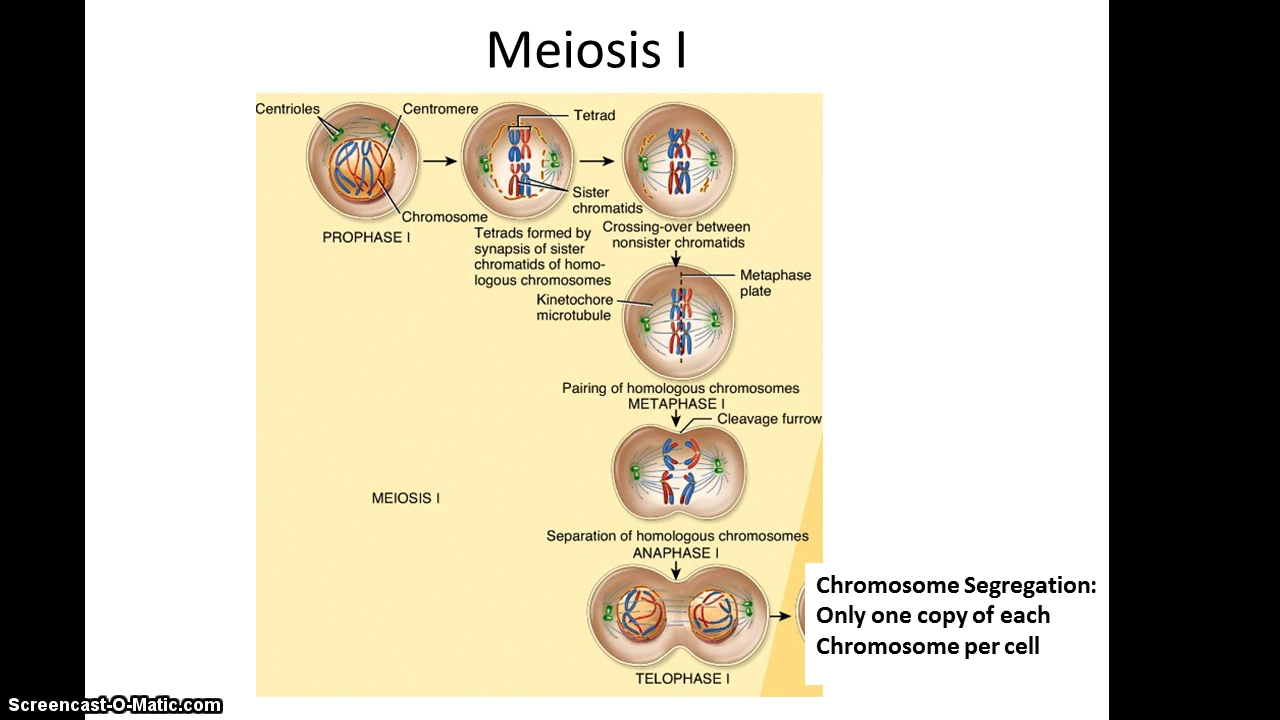 Meiosis I
Centrioles
Centromere
Tetrad
Sister
chromatids
Chromosome
PROPHASE I
Tetrads formed by
synapsis of sister
chromatids of homo-
logous chromosomes
Crossing-over between
nonsister chromatids
Metaphase
plate
Kinetochore
microtubule
Pairing of homologous chromosomes
METAPHASE I
Cleavage furrow
MEIOSIS I
Separation of homologous chromosomes
ANAPHASE I
Chromosome Segregation:
Only one copy of each
Chromosome per cell
TELOPHASE I
Screencast-O-Matic.com